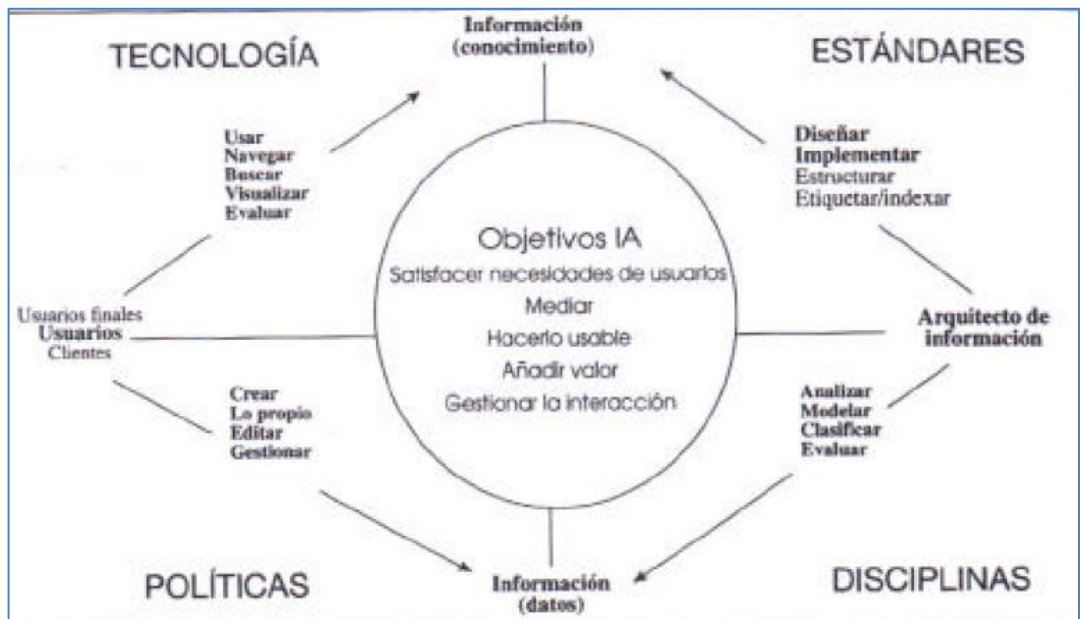 TECNOLOGÍA
Información
(conocimiento)
ESTÁNDARES
Usar
Navegar
Buscar
Visualizar
Evaluar
Diseñar
Implementar
Estructurar
Etiquetar/indexar
Objetivos IA
Satisfacer necesidades de usuarios
Mediar
Hacerlo usable
Añadir valor
Gestionar la interacción
Usuarios finales
Usuarios
Clientes
Arquitecto de
información
Crear
Lo propio
Editar
Gestionar
Analizar
Modelar
Clasificar
Evaluar
POLÍTICAS
Información
(datos)
DISCIPLINAS